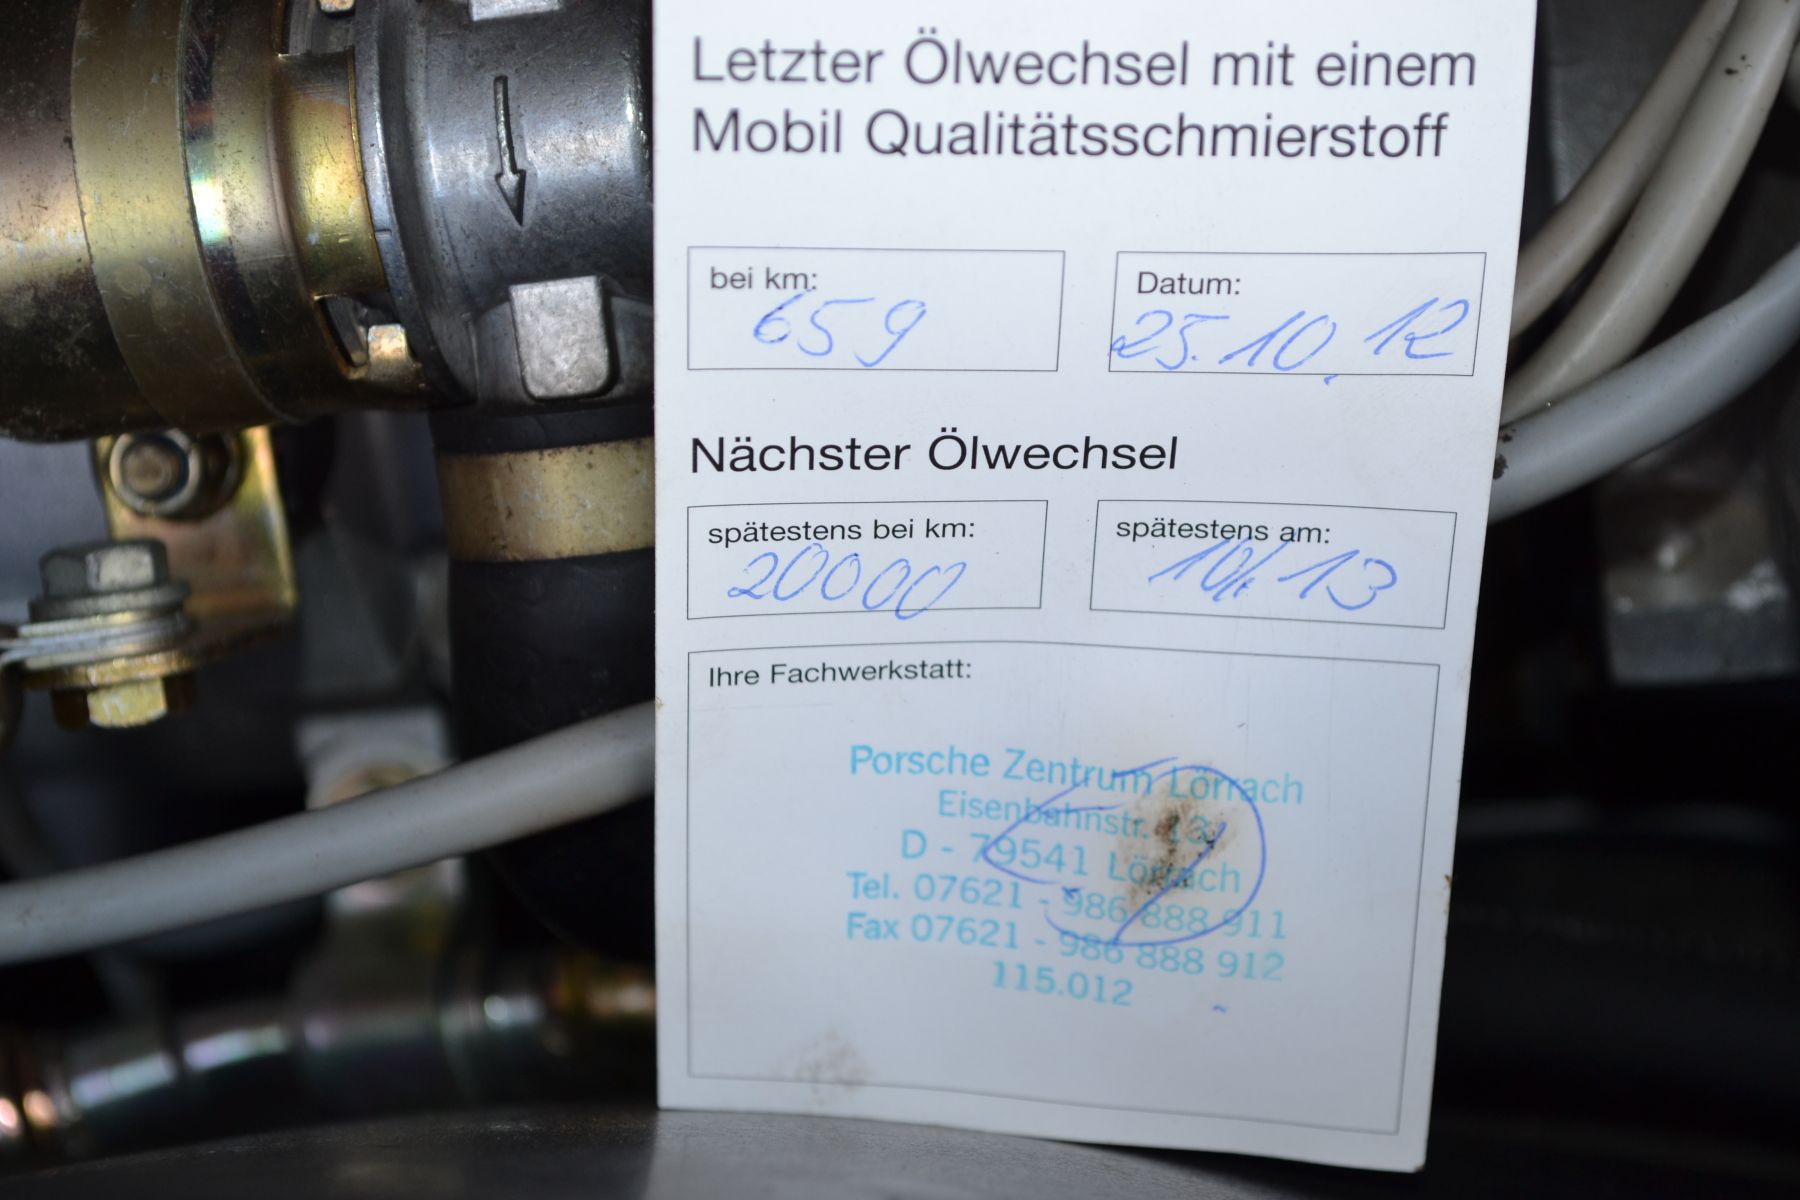 Letzter Ölwechsel mit einem
Mobil Qualitätsschmierstoff
bei km: Datum:
659 25.10.12
Nächster Ölwechsel
spätestens bei km: spätestens am:
20000 10/13
Ihre Fachwerkstatt:
Porsche Zentrum Lörrach
Eisenbahnstr. 13
D - 79541 Lörrach
Tel. 07621 - 986 888 911
Fax 07621 - 986 888 912
115.012